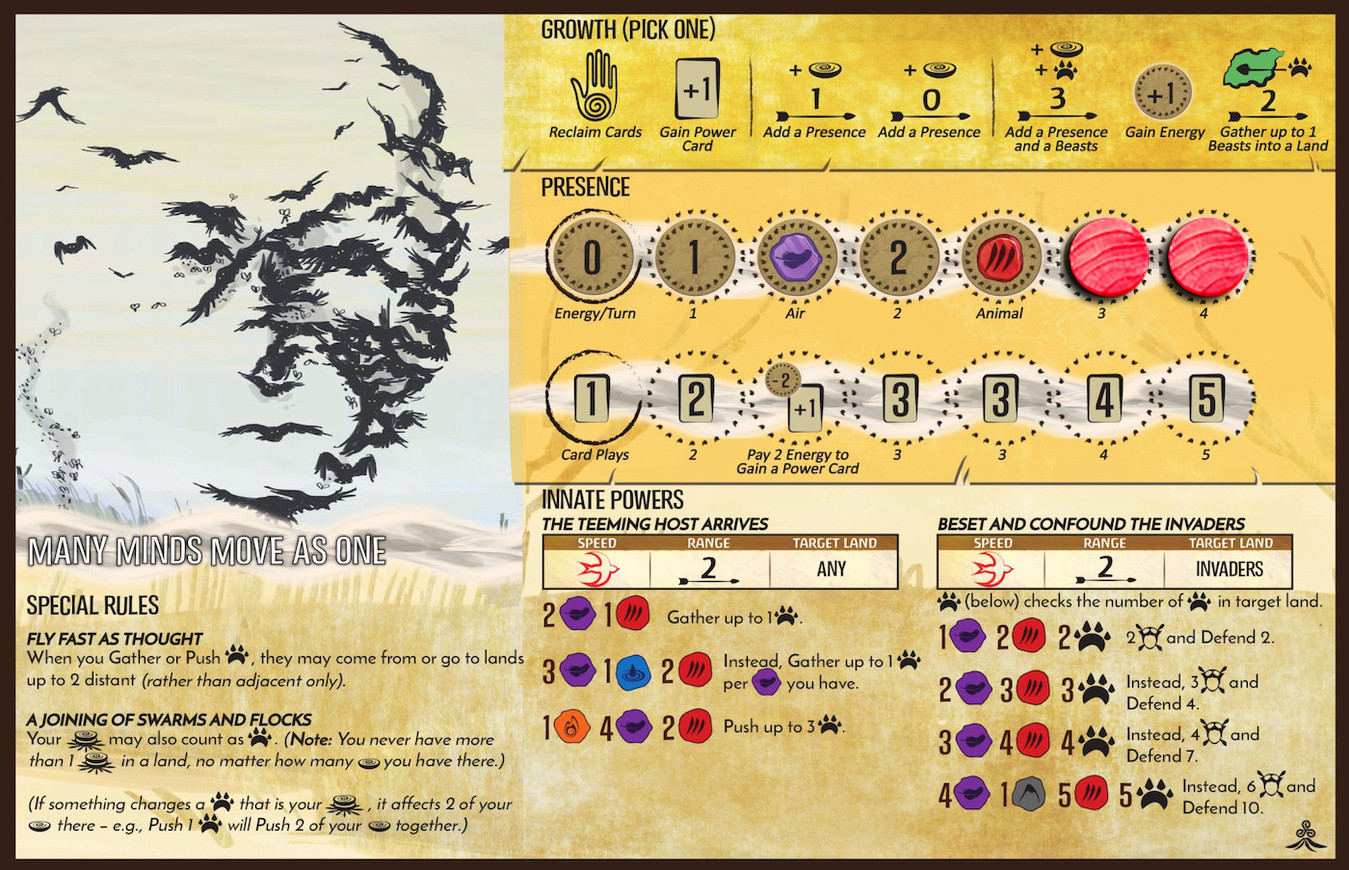 GROWTH (PICK ONE)
+1
+
1
+
0
+
+
3
+1
2
Reclaim Cards
Gain Power
Card
Add a Presence
Add a Presence
Add a Presence
and a Beasts
Gain Energy
Gather up to 1
Beasts into a Land
PRESENCE
0
1
2
Energy/Turn
1
Air
2
Animal
3
4
1
2
-2
+1
3
3
4
5
Card Plays
2
Pay 2 Energy to
Gain a Power Card
3
3
4
5
MANY MINDS MOVE AS ONE
SPECIAL RULES
FLY FAST AS THOUGHT
When you Gather or Push , they may come from or go to lands
up to 2 distant (rather than adjacent only).
A JOINING OF SWARMS AND FLOCKS
Your may also count as . (Note: You never have more
than 1 in a land, no matter how many you have there.)
(If something changes a that is your , it affects 2 of your
there – e.g., Push 1 will Push 2 of your together.)
INNATE POWERS
THE TEEMING HOST ARRIVES
SPEED RANGE TARGET LAND
2 ANY
2 1 Gather up to 1 .
3 1 2 Instead, Gather up to 1
per you have.
1 4 2 Push up to 3 .
BESET AND CONFOUND THE INVADERS
SPEED RANGE TARGET LAND
2 INVADERS
(below) checks the number of in target land.
1 2 2 2 and Defend 2.
2 3 3 Instead, 3 and
Defend 4.
3 4 4 Instead, 4 and
Defend 7.
4 1 5 5 Instead, 6 and
Defend 10.